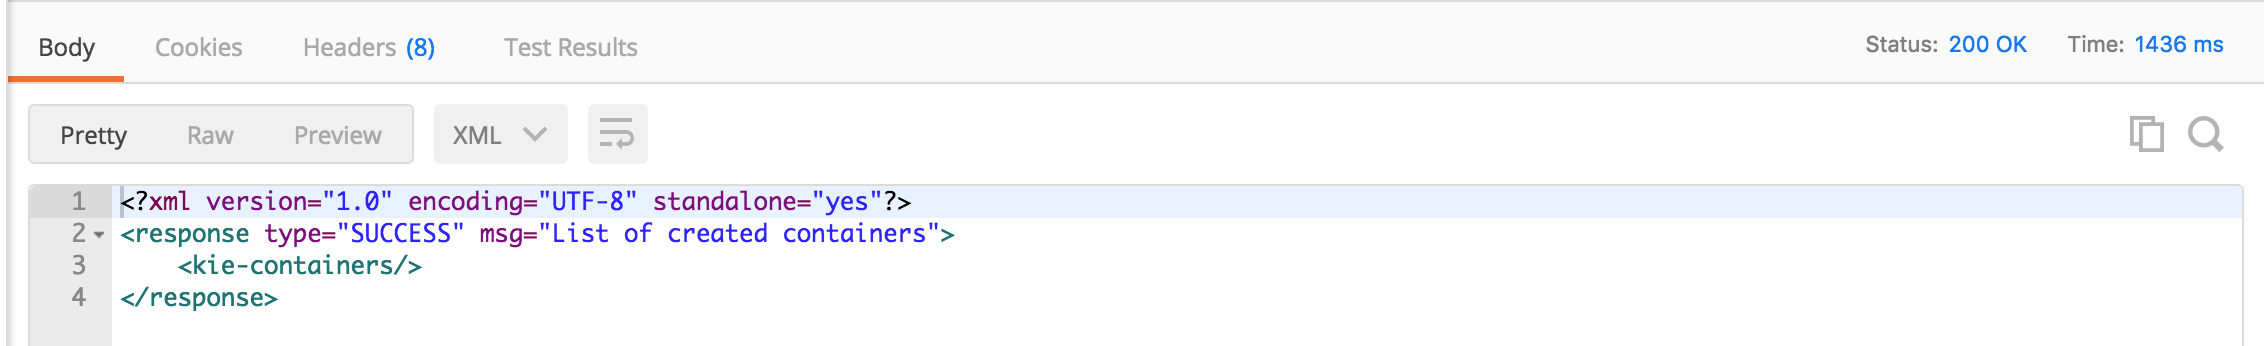 Body Cookies Headers (8) Test Results Status: 200 OK Time: 1436 ms
Pretty Raw Preview XML
1 <?xml version="1.0" encoding="UTF-8" standalone="yes"?>
2 <response type="SUCCESS" msg="List of created containers">
3 <kie-containers/>
4 </response>